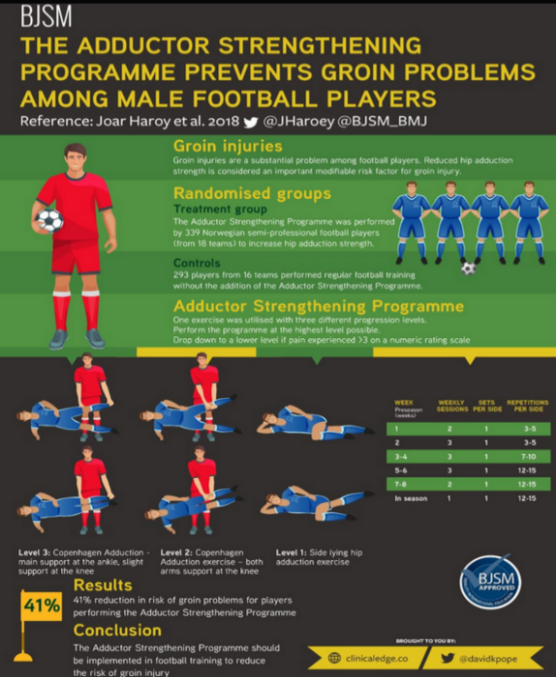 BJSM
THE ADDUCTOR STRENGTHENING
PROGRAMME PREVENTS GROIN PROBLEMS
AMONG MALE FOOTBALL PLAYERS
Reference: Joar Haroy et al. 2018 @JHaroey @BJSM_BMJ
Groin injuries
Groin injuries are a substantial problem among football players. Reduced hip adduction
strength is considered an important modifiable risk factor for groin injury.
Randomised groups
Treatment group
The Adductor Strengthening Programme was performed
by 339 Norwegian semi-professional football players
(from 18 teams) to increase hip adduction strength.
Controls
293 players from 16 teams performed regular football training
without the addition of the Adductor Strengthening Programme.
Adductor Strengthening Programme
One exercise was utilised with three different progression levels.
Perform the programme at the highest level possible.
Drop down to a lower level if pain experienced >3 on a numeric rating scale
WEEK WEEKLY SETS REPETITIONS
Preseason SESSIONS PER SIDE PER SIDE
(weeks)
1 2 1 3-5
2 3 1 3-5
3-4 3 1 7-10
5-6 3 1 12-15
7-8 2 1 12-15
In season 1 1 12-15
Level 3: Copenhagen Adduction -
main support at the ankle, slight
support at the knee
Level 2: Copenhagen
Adduction exercise – both
arms support at the knee
Level 1: Side lying hip
adduction exercise
BJSM
APPROVED
Results
41%
41% reduction in risk of groin problems for players
performing the Adductor Strengthening Programme
Conclusion
The Adductor Strengthening Programme should
be implemented in football training to reduce
the risk of groin injury
BROUGHT TO YOU BY:
clinicaledge.co
@davidkpope